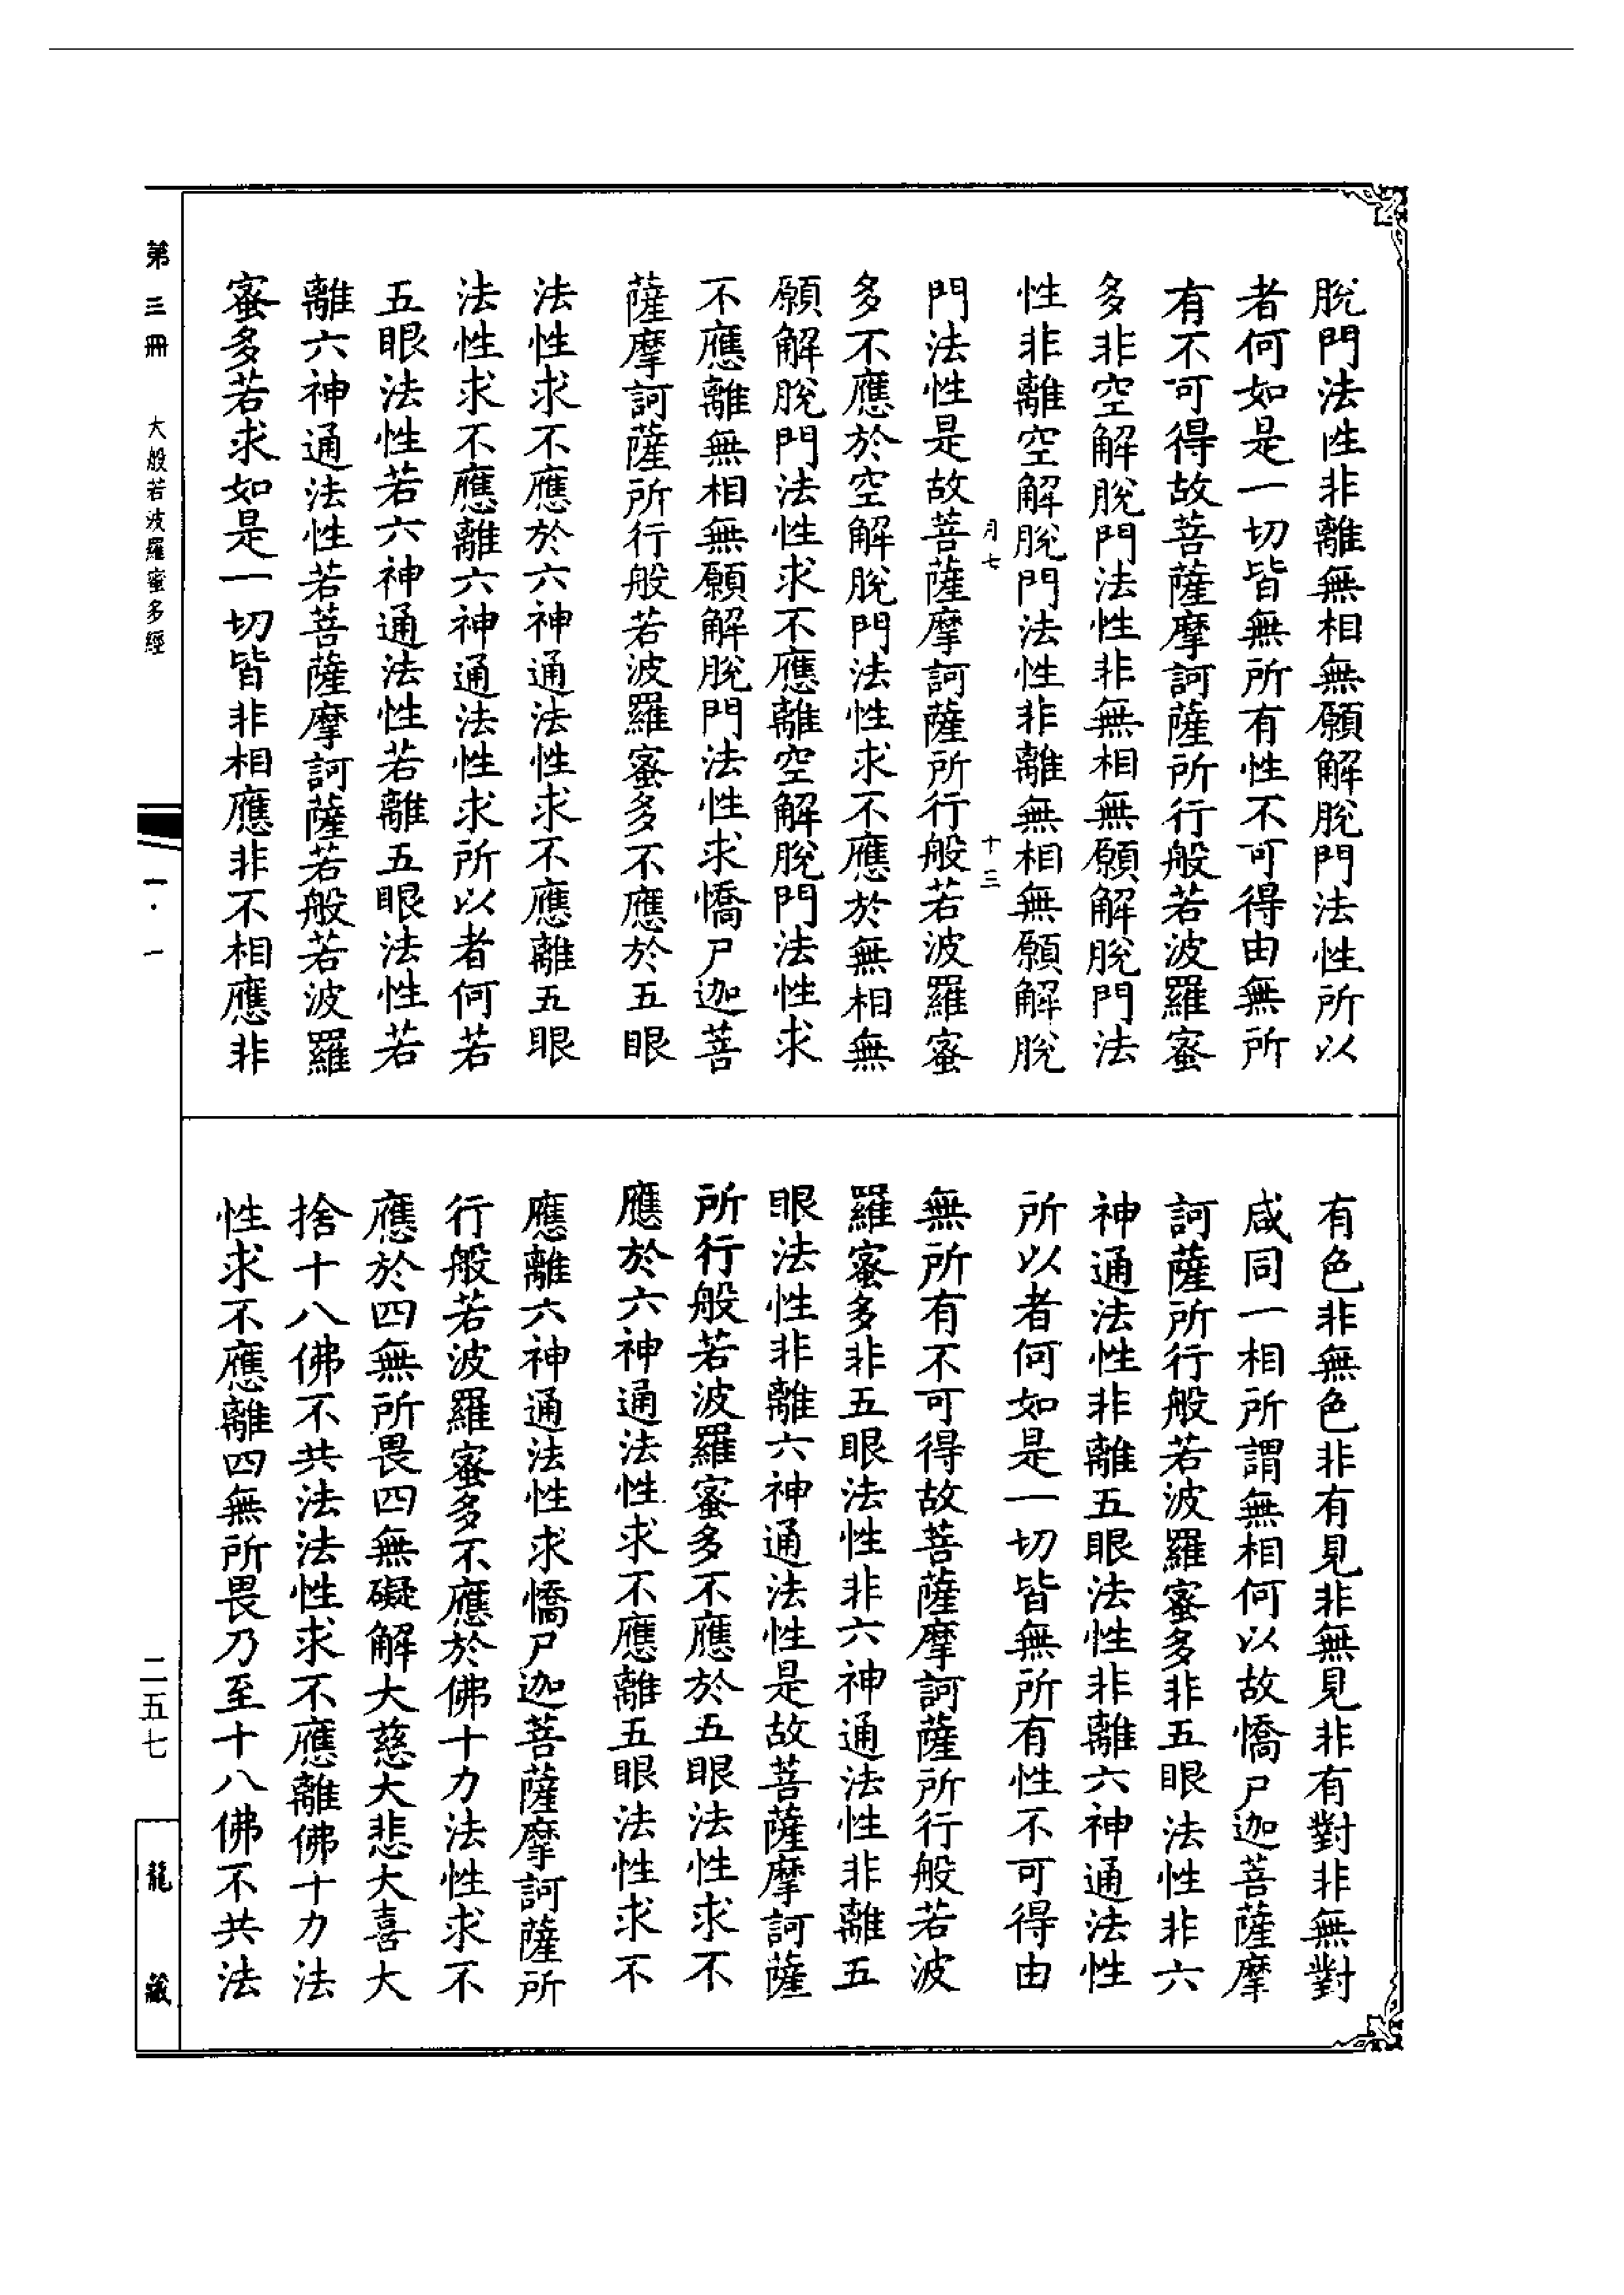 脫門法性非離無相無願解脫門法性所以
者何如是一切皆無所有性不可得由無所
有不可得故菩薩摩訶薩所行般若波羅蜜
多非空解脫門法性非無相無願解脫門法
性非離空解脫門法性非離無相無願解脫
月七 十三
門法性是故菩薩摩訶薩所行般若波羅蜜
多不應於空解脫門法性求不應於無相無
願解脫門法性求不應離空解脫門法性求
不應離無相無願解脫門法性求憍尸迦菩
薩摩訶薩所行般若波羅蜜多不應於五眼
法性求不應於六神通法性求不應離五眼
法性求不應離六神通法性求所以者何若
五眼法性若六神通法性若離五眼法性若
離六神通法性若菩薩摩訶薩若般若波羅
蜜多若求如是一切皆非相應非不相應非
有色非無色非有見非無見非有對非無對
咸同一相所謂無相何以故憍尸迦菩薩摩
訶薩所行般若波羅蜜多非五眼法性非六
神通法性非離五眼法性非離六神通法性
所以者何如是一切皆無所有性不可得由
無所有不可得故菩薩摩訶薩所行般若波
羅蜜多非五眼法性非六神通法性非離五
眼法性非離六神通法性是故菩薩摩訶薩
所行般若波羅蜜多不應於五眼法性求不
應於六神通法性求不應離五眼法性求不
應離六神通法性求憍尸迦菩薩摩訶薩所
行般若波羅蜜多不應於佛十力法性求不
應於四無所畏四無礙解大慈大悲大喜大
捨十八佛不共法法性求不應離佛十力法
性求不應離四無所畏乃至十八佛不共法
第三冊 大般若波羅蜜多經 一·一 二五七 龍藏